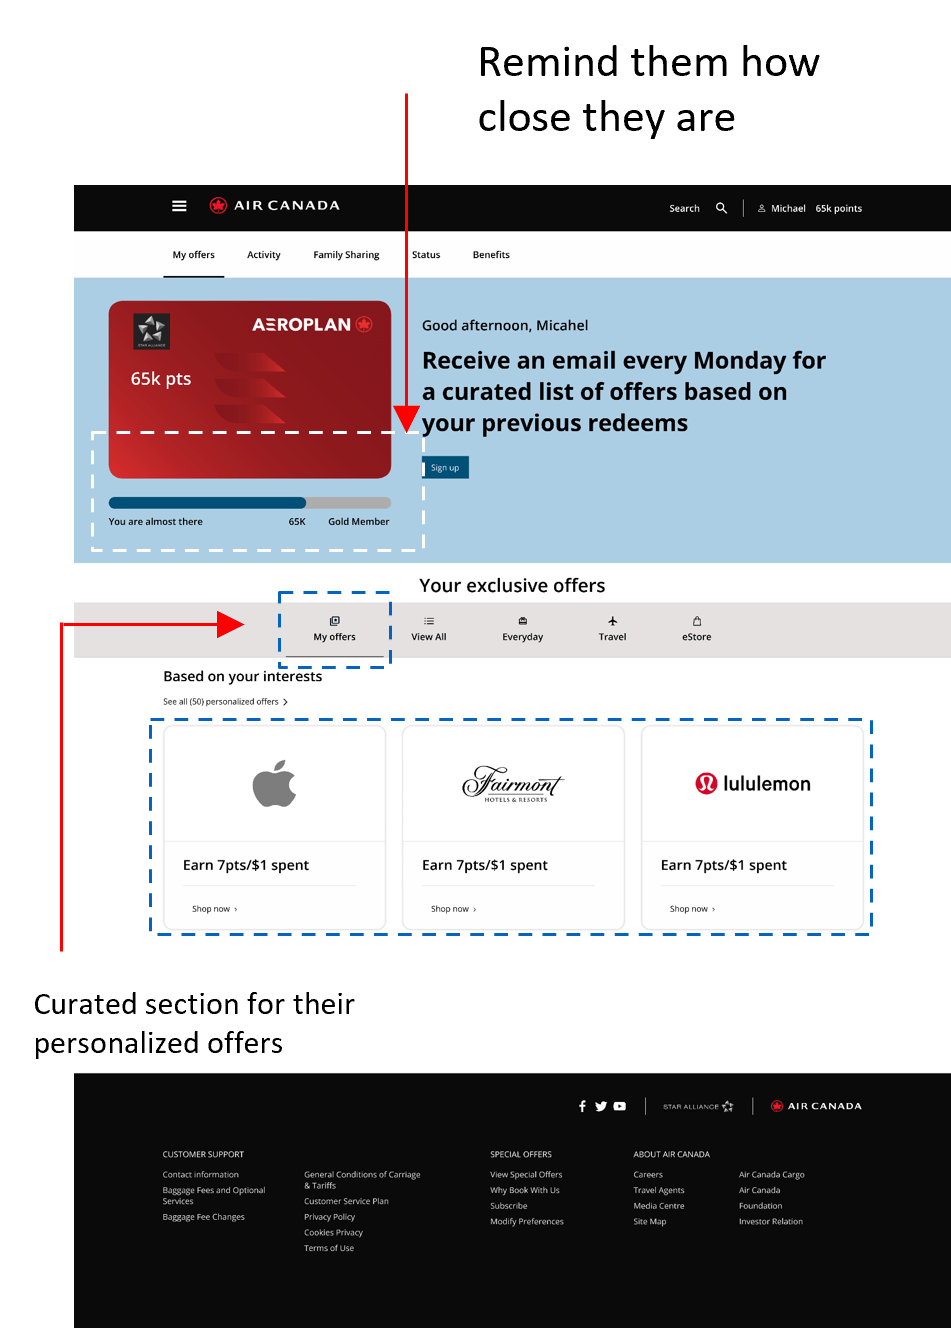 Remind them how
close they are
AIR CANADA
Search
Michael 65k points
My offers Activity Family Sharing Status Benefits
STAR ALLIANCE
AEROPLAN
65k pts
Good afternoon, Micahel
Receive an email every Monday for
a curated list of offers based on
your previous redeems
Sign up
You are almost there 65K Gold Member
Your exclusive offers
My offers View All Everyday Travel eStore
Based on your interests
See all (50) personalized offers
Fairmont
HOTELS & RESORTS
lululemon
Earn 7pts/$1 spent Earn 7pts/$1 spent Earn 7pts/$1 spent
Shop now › Shop now › Shop now ›
Curated section for their
personalized offers
STAR ALLIANCE
AIR CANADA
CUSTOMER SUPPORT
Contact information
Baggage Fees and Optional
Services
Baggage Fee Changes
General Conditions of Carriage
& Tariffs
Customer Service Plan
Privacy Policy
Cookies Privacy
Terms of Use
SPECIAL OFFERS
View Special Offers
Why Book With Us
Subscribe
Modify Preferences
ABOUT AIR CANADA
Careers
Travel Agents
Media Centre
Site Map
Air Canada Cargo
Air Canada
Foundation
Investor Relation